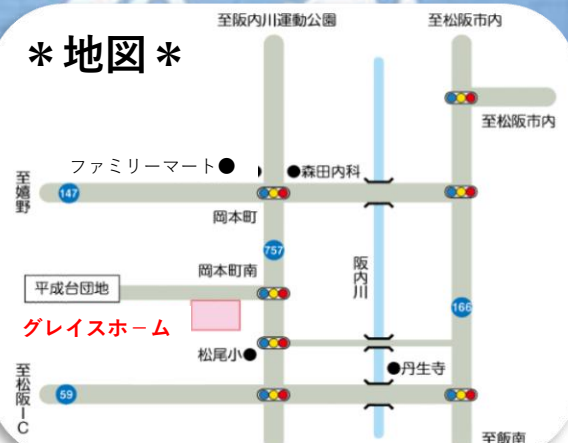 至阪内川運動公園
至松阪市内
＊地図＊
至松阪市内
ファミリーマート●
●森田内科
至嬉野
147
岡本町
757
岡本町南
阪内川
平成台団地
166
グレイスホーム
松尾小●
●丹生寺
至松阪IC
59
至飯南